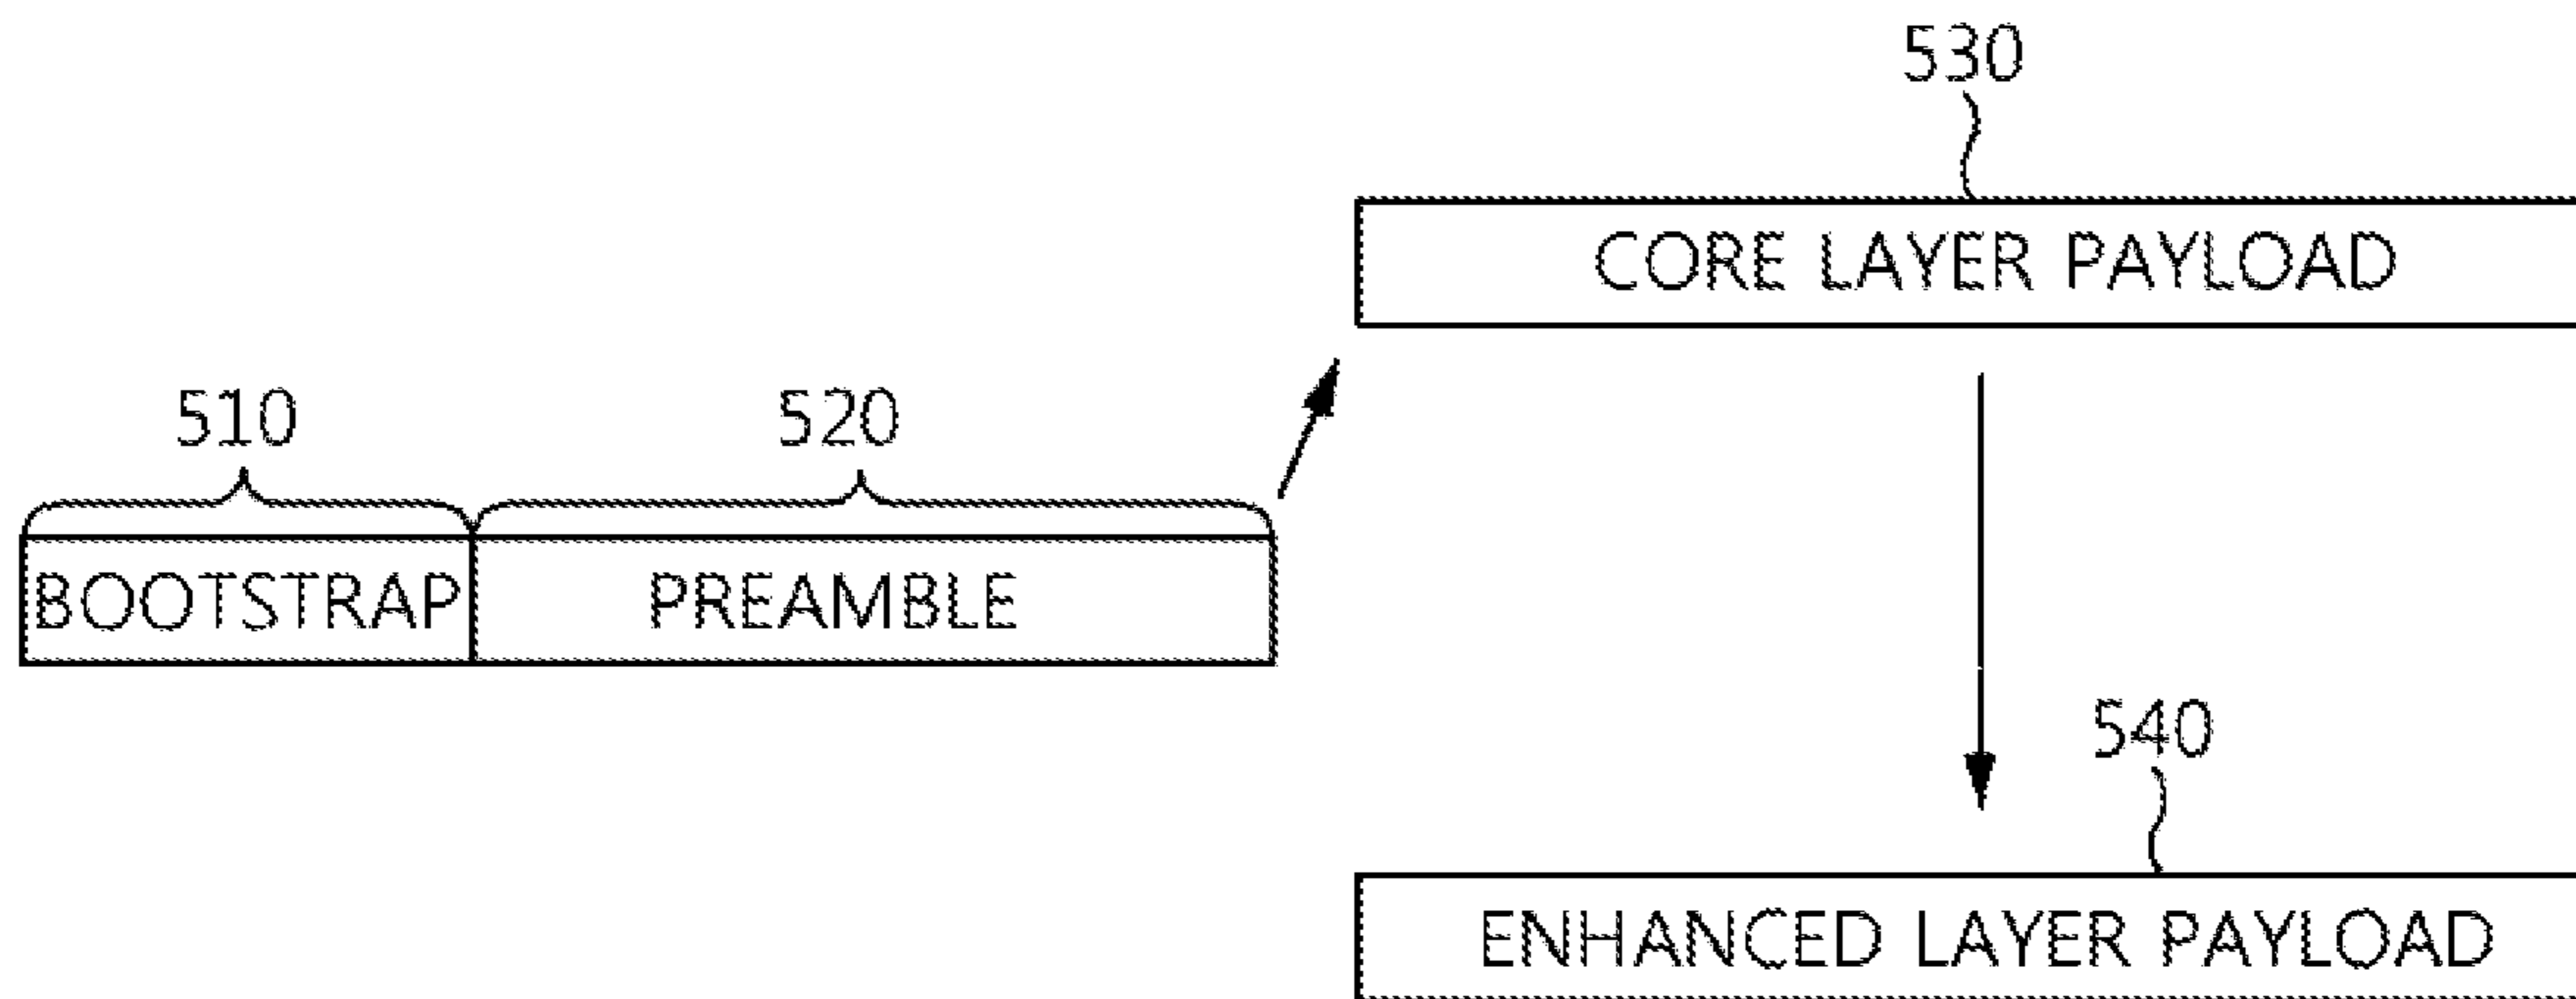 530
CORE LAYER PAYLOAD
510
520
BOOTSTRAP
PREAMBLE
540
ENHANCED LAYER PAYLOAD